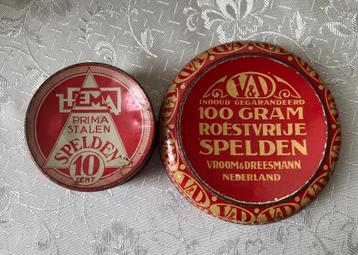 HEMA
PRIMA
STALEN
SPELDEN
10
CENT
V&D
INHOUD GEGARANDEERD
100 GRAM
ROESTVRIJE
SPELDEN
VROOM & DREESMANN
NEDERLAND
V&D V&D V&D